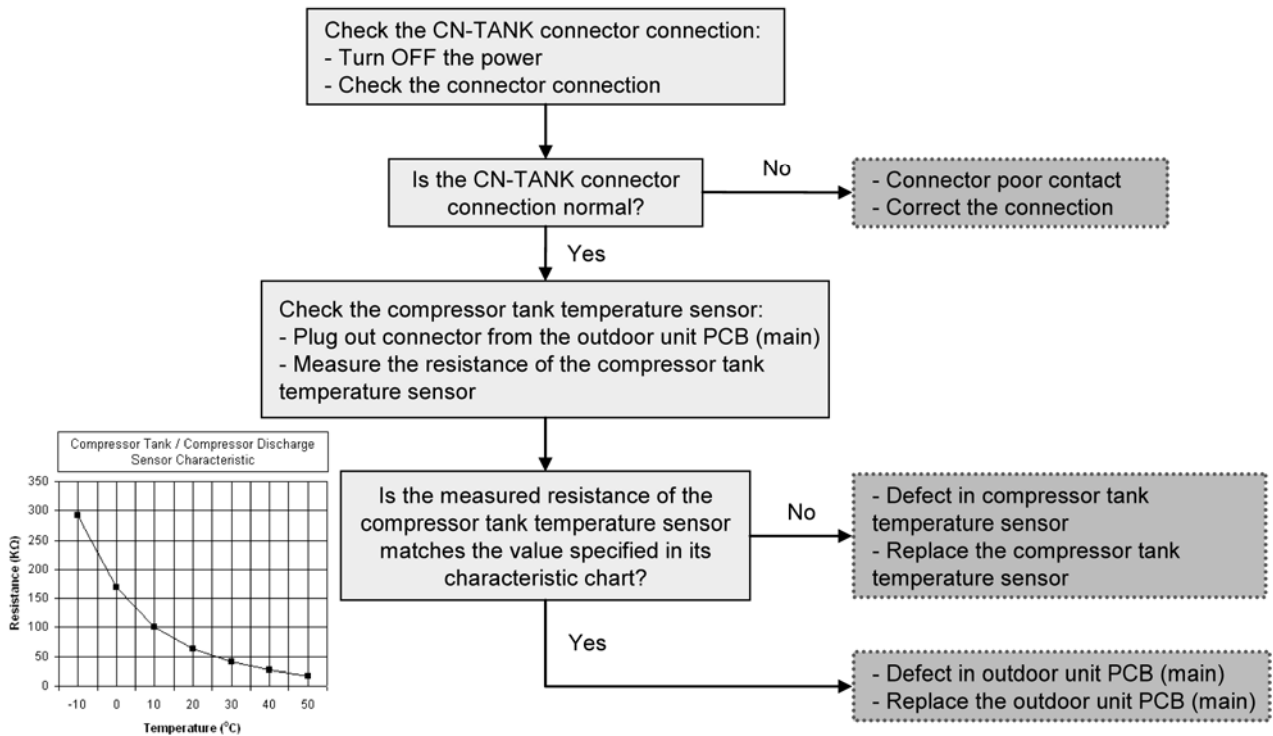 Check the CN-TANK connector connection:
- Turn OFF the power
- Check the connector connection
Is the CN-TANK connector
connection normal?
No
- Connector poor contact
- Correct the connection
Yes
Check the compressor tank temperature sensor:
- Plug out connector from the outdoor unit PCB (main)
- Measure the resistance of the compressor tank
temperature sensor
Compressor Tank / Compressor Discharge
Sensor Characteristic
Resistance (KΩ)
350
300
250
200
150
100
50
0
-10 0 10 20 30 40 50
Temperature (°C)
Is the measured resistance of the
compressor tank temperature sensor
matches the value specified in its
characteristic chart?
No
- Defect in compressor tank
temperature sensor
- Replace the compressor tank
temperature sensor
Yes
- Defect in outdoor unit PCB (main)
- Replace the outdoor unit PCB (main)